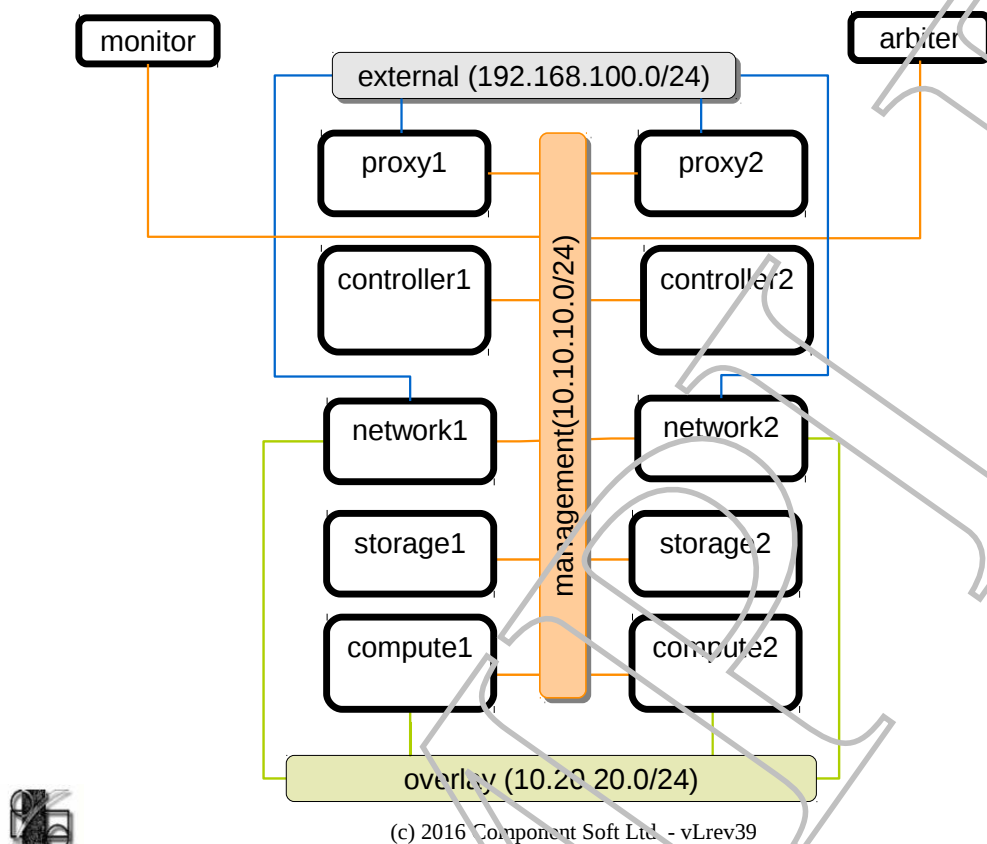 monitor
arbiter
external (192.168.100.0/24)
proxy1
proxy2
controller1
controller2
management(10.10.10.0/24)
network1
network2
storage1
storage2
compute1
compute2
overlay (10.20.20.0/24)
(c) 2016 Component Soft Ltd. - vLrev39